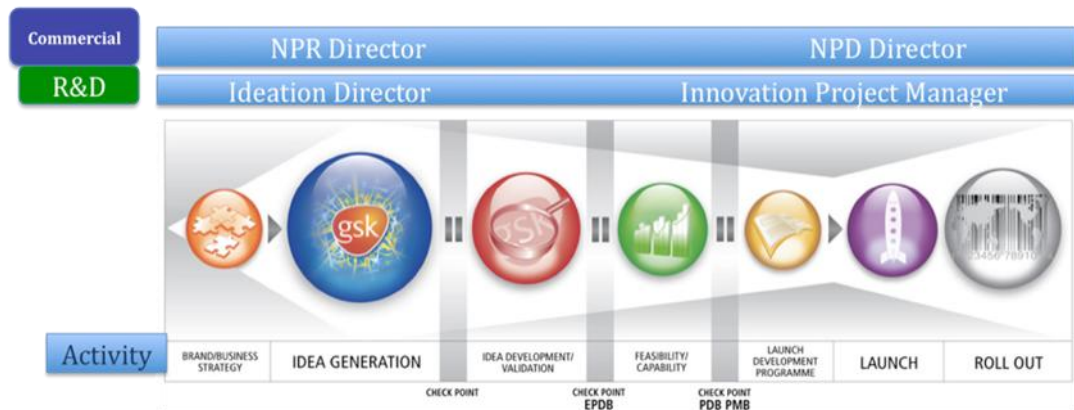 Commercial
NPR Director
NPD Director
R&D
Ideation Director
Innovation Project Manager
gsk
gsk
Activity
BRAND/BUSINESS
STRATEGY
IDEA GENERATION
IDEA DEVELOPMENT/
VALIDATION
FEASIBILITY/
CAPABILITY
LAUNCH
DEVELOPMENT
PROGRAMME
LAUNCH
ROLL OUT
CHECK POINT
CHECK POINT
EPDB
CHECK POINT
PDB PMB